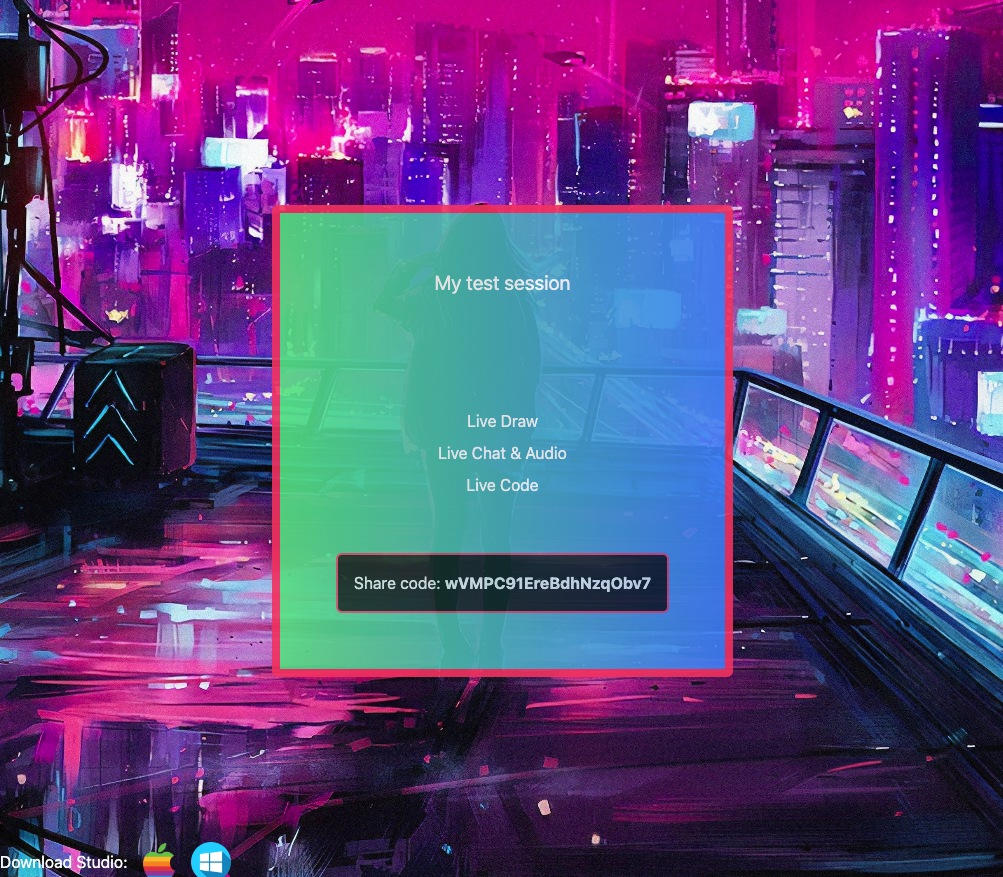 My test session
Live Draw
Live Chat & Audio
Live Code
Share code: wVMPC91EreBdhNzqObv7
Download Studio: